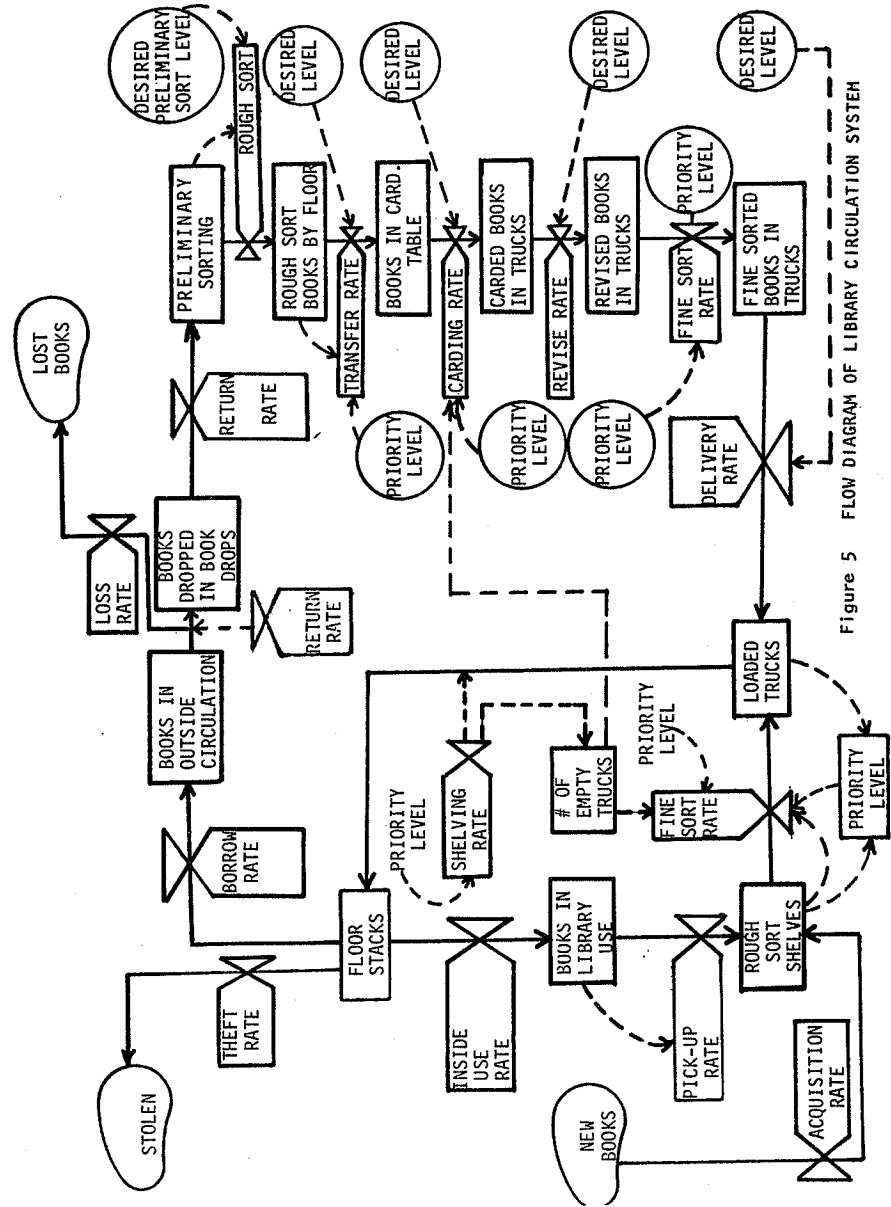 STOLEN
THEFT
RATE
FLOOR
STACKS
BORROW RATE
BOOKS IN
OUTSIDE
CIRCULATION
LOSS
RATE
LOST
BOOKS
RETURN
RATE
BOOKS
DROPPED
IN BOOK
DROPS
RETURN
RATE
PRELIMINARY
SORTING
DESIRED
PRELIMINARY
SORT LEVEL
ROUGH SORT
ROUGH SORT
BOOKS BY FLOOR
DESIRED
LEVEL
TRANSFER RATE
PRIORITY
LEVEL
BOOKS IN CARD.
TABLE
DESIRED
LEVEL
CARDING RATE
PRIORITY
LEVEL
CARDED BOOKS
IN TRUCKS
DESIRED
LEVEL
REVISE RATE
REVISED BOOKS
IN TRUCKS
PRIORITY
LEVEL
PRIORITY
LEVEL
FINE SORT
RATE
FINE SORTED
BOOKS IN
TRUCKS
DESIRED
LEVEL
DELIVERY
RATE
LOADED
TRUCKS
PRIORITY
LEVEL
SHELVING
RATE
# OF
EMPTY
TRUCKS
PRIORITY
LEVEL
FINE
SORT RATE
PRIORITY
LEVEL
INSIDE
USE
RATE
BOOKS IN
LIBRARY
USE
PICK-UP
RATE
ROUGH
SORT
SHELVES
NEW
BOOKS
ACQUISITION
RATE
Figure 5 FLOW DIAGRAM OF LIBRARY CIRCULATION SYSTEM